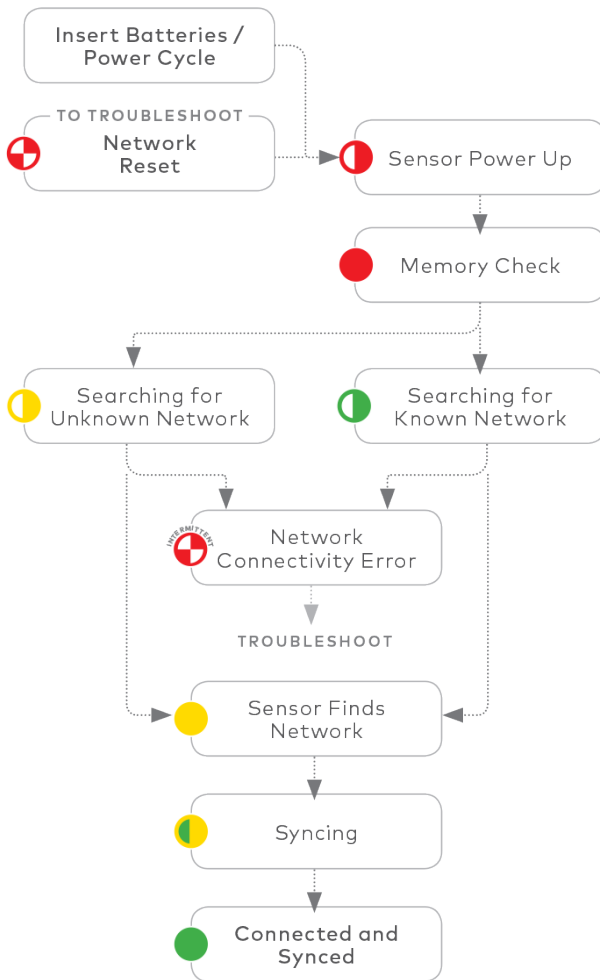 Insert Batteries /
Power Cycle
TO TROUBLESHOOT
Network
Reset
Sensor Power Up
Memory Check
Searching for
Unknown Network
Searching for
Known Network
INTERMITTENT
Network
Connectivity Error
TROUBLESHOOT
Sensor Finds
Network
Syncing
Connected and
Synced